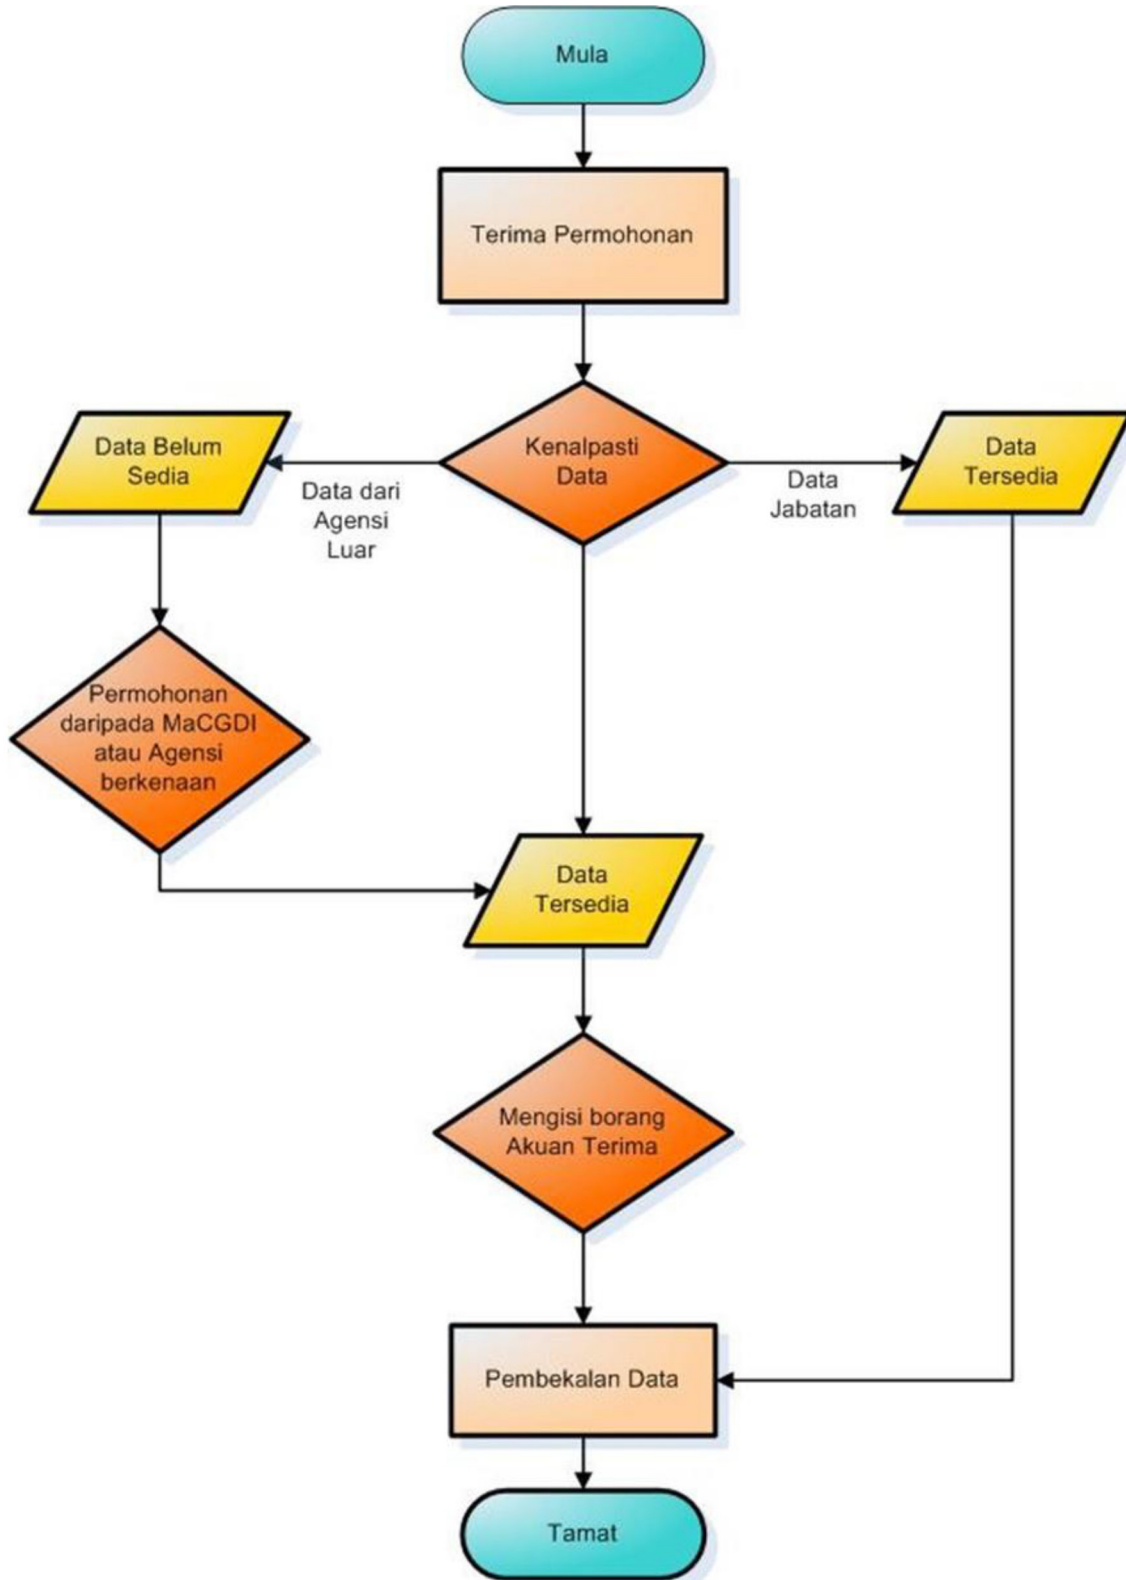 Mula
Terima Permohonan
Kenalpasti
Data
Data Belum
Sedia
Data dari
Agensi
Luar
Data
Jabatan
Data
Tersedia
Permohonan
daripada MaCGDI
atau Agensi
berkenaan
Data
Tersedia
Mengisi borang
Akuan Terima
Pembekalan Data
Tamat